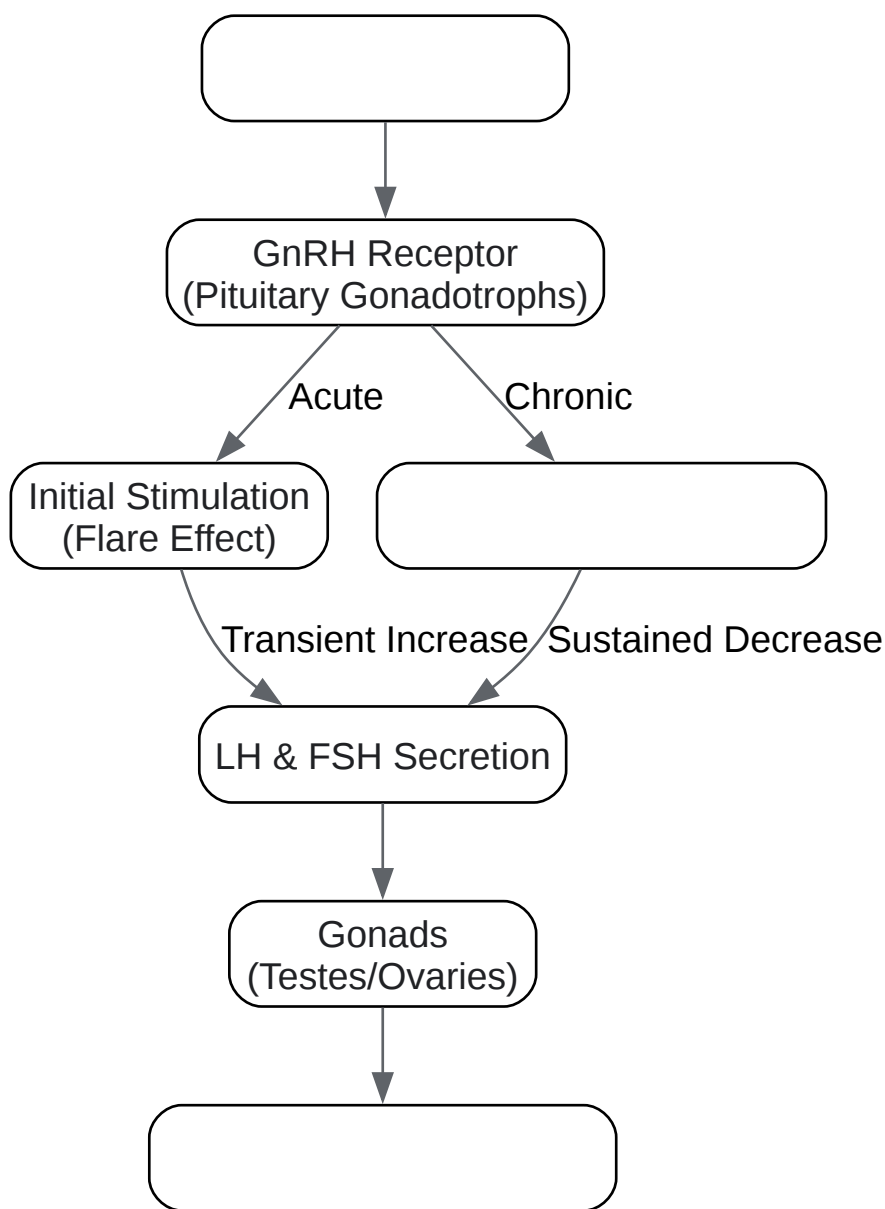 GnRH Receptor
(Pituitary Gonadotrophs)
Acute
Chronic
Initial Stimulation
(Flare Effect)
Transient Increase
Sustained Decrease
LH & FSH Secretion
Gonads
(Testes/Ovaries)